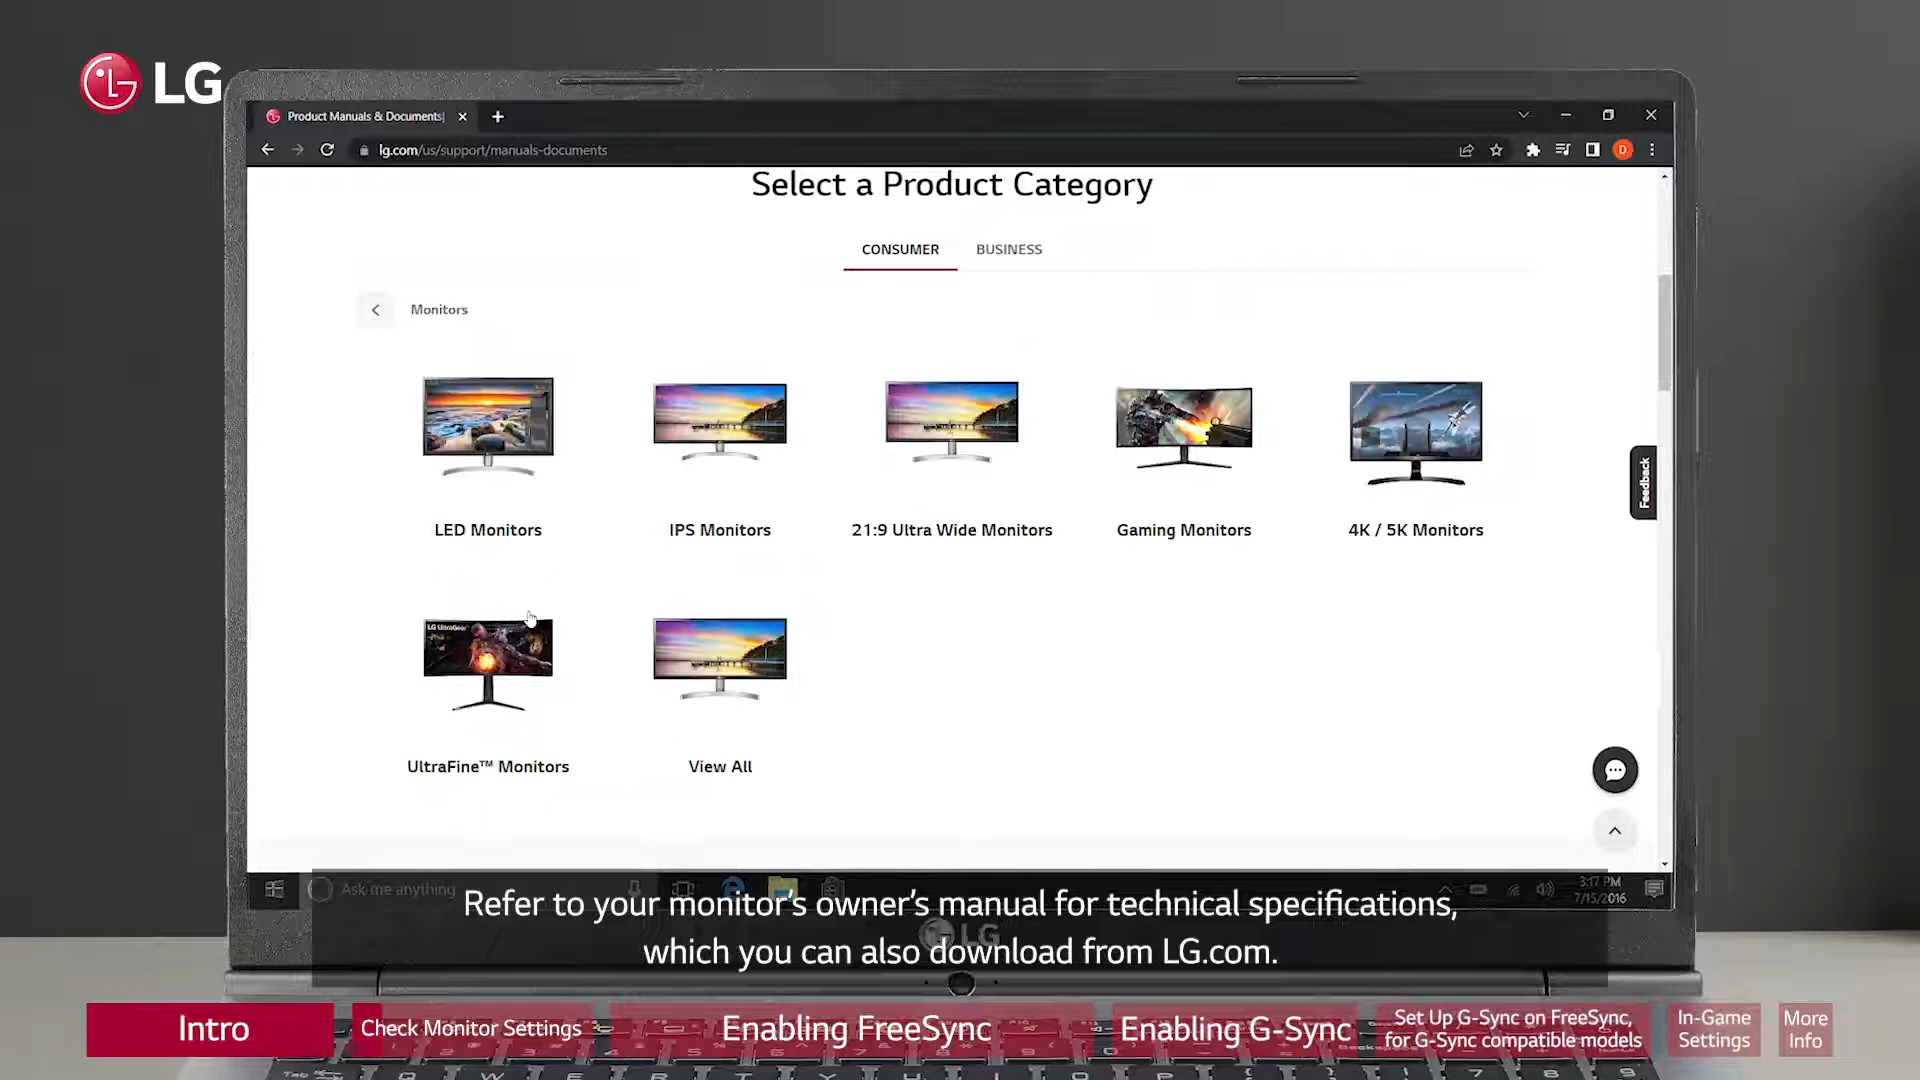 LG
Product Manuals & Documents
lg.com/us/support/manuals-documents
D
Select a Product Category
CONSUMER
BUSINESS
Monitors
LED Monitors
IPS Monitors
21:9 Ultra Wide Monitors
Gaming Monitors
4K / 5K Monitors
Feedback
LG UltraGear
UltraFine™ Monitors
View All
Ask me anything
3:17 PM
7/15/2016
Refer to your monitor's owner's manual for technical specifications,
which you can also download from LG.com.
LG
Intro
Check Monitor Settings
Enabling FreeSync
Enabling G-Sync
Set Up G-Sync on FreeSync,
for G-Sync compatible models
In-Game
Settings
More
Info